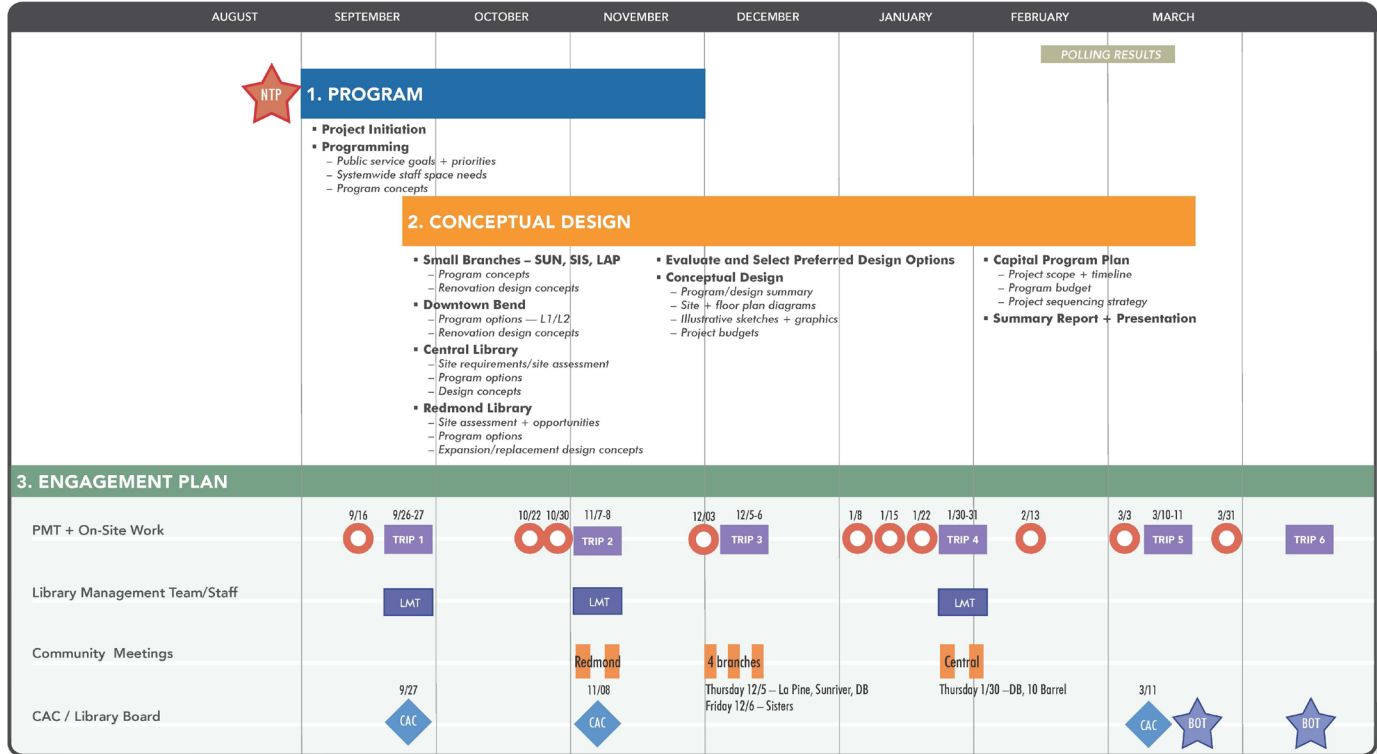 AUGUST SEPTEMBER OCTOBER NOVEMBER DECEMBER JANUARY FEBRUARY MARCH
POLLING RESULTS
NTP
1. PROGRAM
▪ Project Initiation
▪ Programming
– Public service goals + priorities
– Systemwide staff space needs
– Program concepts
2. CONCEPTUAL DESIGN
▪ Small Branches – SUN, SIS, LAP
– Program concepts
– Renovation design concepts
▪ Downtown Bend
– Program options — L1/L2
– Renovation design concepts
▪ Central Library
– Site requirements/site assessment
– Program options
– Design concepts
▪ Redmond Library
– Site assessment + opportunities
– Program options
– Expansion/replacement design concepts
▪ Evaluate and Select Preferred Design Options
▪ Conceptual Design
– Program/design summary
– Site + floor plan diagrams
– Illustrative sketches + graphics
– Project budgets
▪ Capital Program Plan
– Project scope + timeline
– Program budget
– Project sequencing strategy
▪ Summary Report + Presentation
3. ENGAGEMENT PLAN
9/16 9/26-27 10/22 10/30 11/7-8 12/03 12/5-6 1/8 1/15 1/22 1/30-31 2/13 3/3 3/10-11 3/31
PMT + On-Site Work
TRIP 1 TRIP 2 TRIP 3 TRIP 4 TRIP 5 TRIP 6
Library Management Team/Staff
LMT LMT LMT
Community Meetings
Redmond 4 branches Central
Thursday 12/5 – La Pine, Sunriver, DB
Friday 12/6 – Sisters
Thursday 1/30 –DB, 10 Barrel
9/27 11/08 3/11
CAC / Library Board
CAC CAC CAC BOT BOT